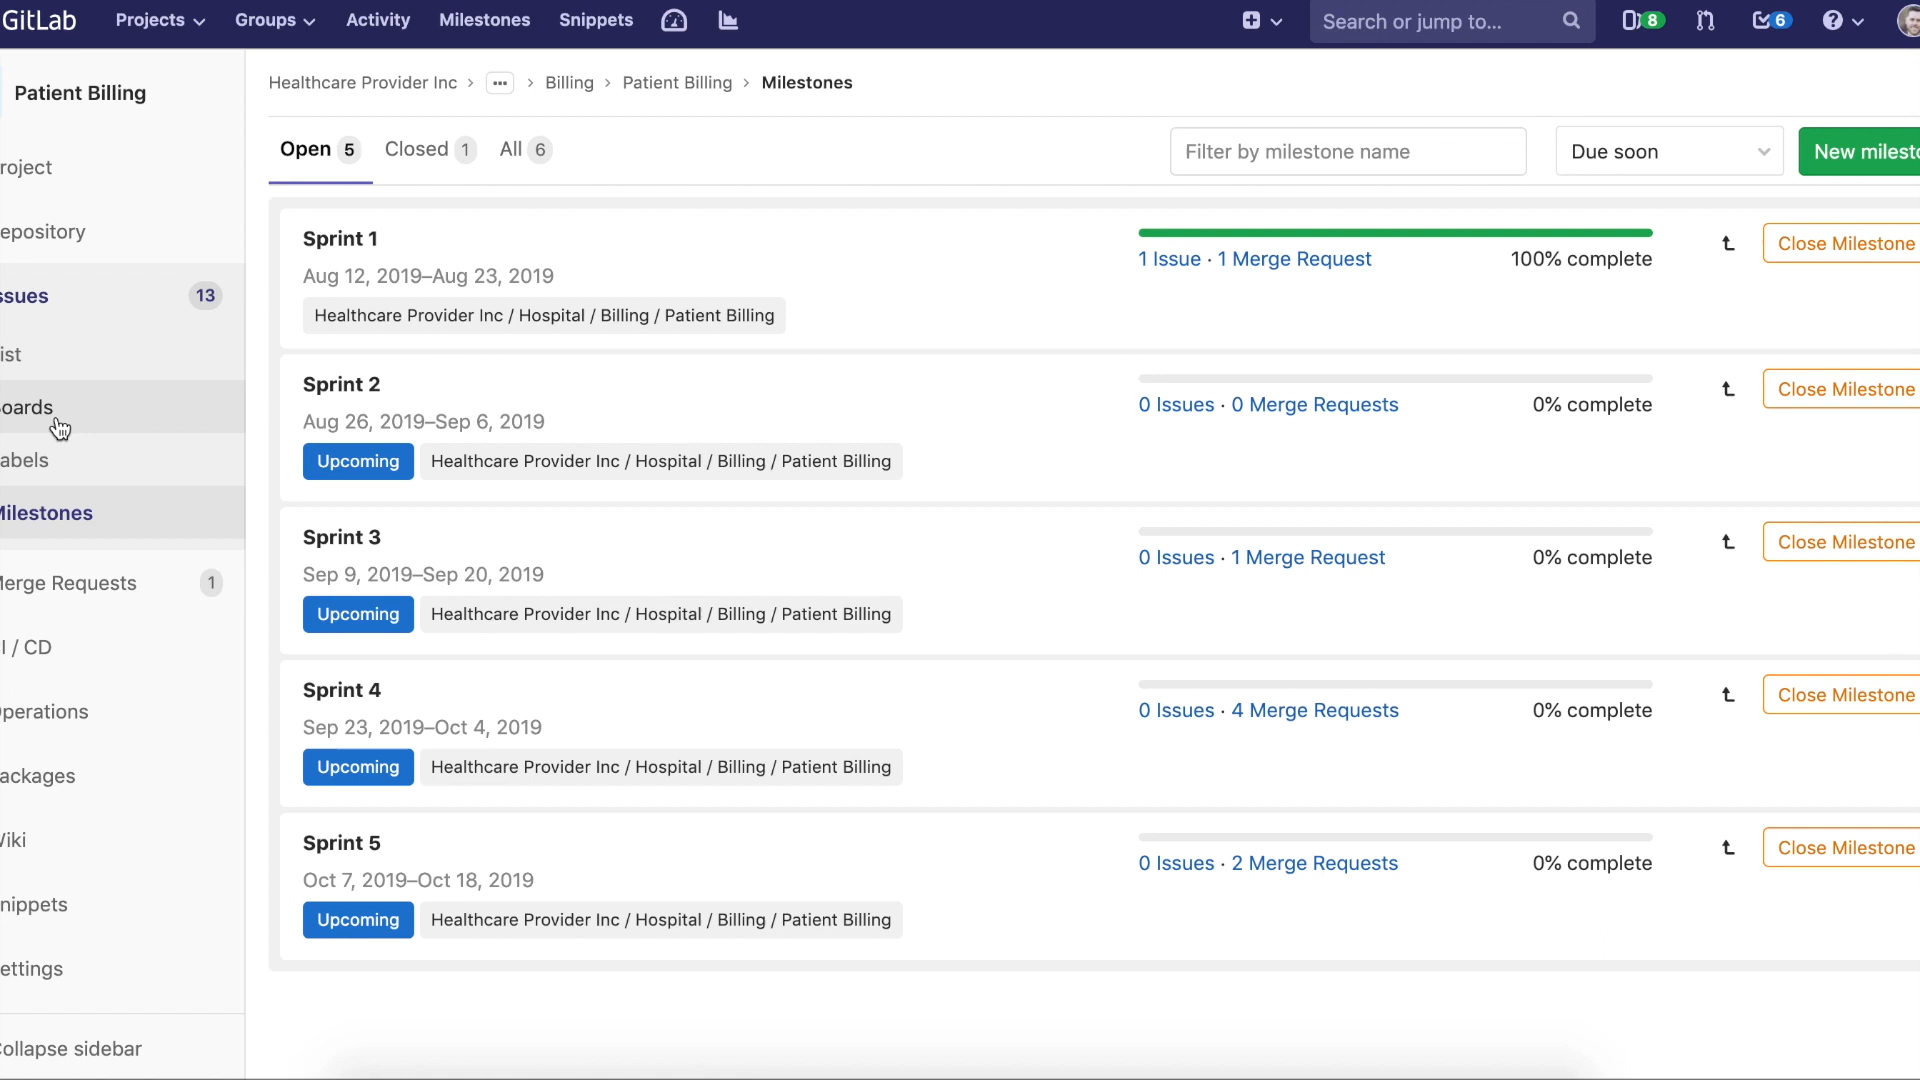 GitLab Projects Groups Activity Milestones Snippets Search or jump to... 8 6
Patient Billing
roject
epository
ssues 13
ist
oards
abels
Milestones
Merge Requests 1
I / CD
perations
ackages
Wiki
nippets
ettings
Collapse sidebar
Healthcare Provider Inc > ... > Billing > Patient Billing > Milestones
Open 5 Closed 1 All 6 Filter by milestone name Due soon New milesto
Sprint 1
Aug 12, 2019–Aug 23, 2019
Healthcare Provider Inc / Hospital / Billing / Patient Billing
1 Issue · 1 Merge Request 100% complete
Close Milestone
Sprint 2
Aug 26, 2019–Sep 6, 2019
Upcoming Healthcare Provider Inc / Hospital / Billing / Patient Billing
0 Issues · 0 Merge Requests 0% complete
Close Milestone
Sprint 3
Sep 9, 2019–Sep 20, 2019
Upcoming Healthcare Provider Inc / Hospital / Billing / Patient Billing
0 Issues · 1 Merge Request 0% complete
Close Milestone
Sprint 4
Sep 23, 2019–Oct 4, 2019
Upcoming Healthcare Provider Inc / Hospital / Billing / Patient Billing
0 Issues · 4 Merge Requests 0% complete
Close Milestone
Sprint 5
Oct 7, 2019–Oct 18, 2019
Upcoming Healthcare Provider Inc / Hospital / Billing / Patient Billing
0 Issues · 2 Merge Requests 0% complete
Close Milestone